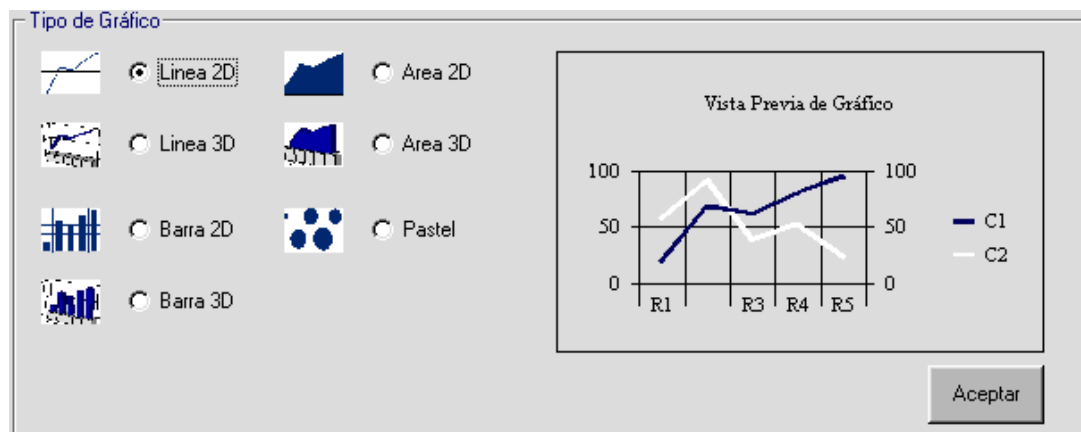 Tipo de Gráfico
Linea 2D
Area 2D
Linea 3D
Area 3D
Barra 2D
Pastel
Barra 3D
Vista Previa de Gráfico
100
50
0
100
50
0
R1
R3
R4
R5
C1
C2
Aceptar